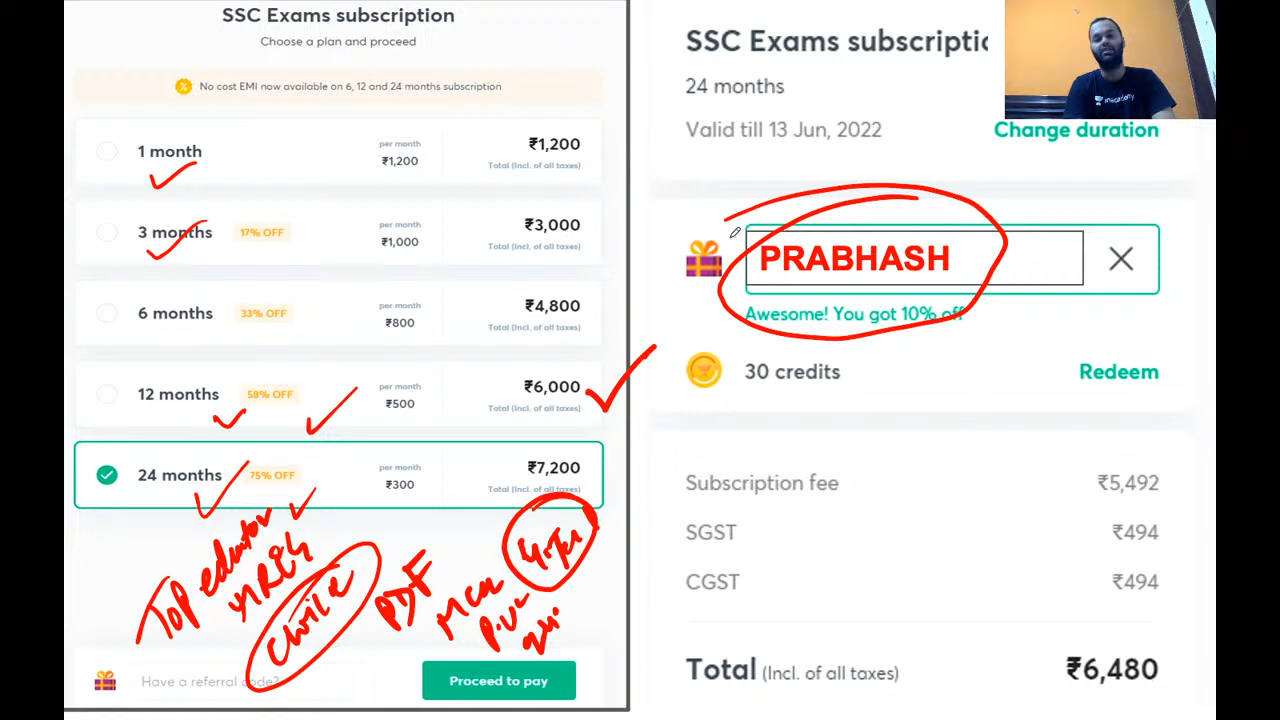 SSC Exams subscription
Choose a plan and proceed
No cost EMI now available on 6, 12 and 24 months subscription
1 month
per month
₹1,200
₹1,200
Total (Incl. of all taxes)
3 months
17% OFF
per month
₹1,000
₹3,000
Total (Incl. of all taxes)
6 months
33% OFF
per month
₹800
₹4,800
Total (Incl. of all taxes)
12 months
58% OFF
per month
₹500
₹6,000
Total (Incl. of all taxes)
24 months
75% OFF
per month
₹300
₹7,200
Total (Incl. of all taxes)
Top educator
PDF
MCQ
Have a referral code?
Proceed to pay
SSC Exams
24 months
Valid till 13 Jun, 2022
Change duration
PRABHASH
Awesome! You got 10% off
30 credits
Redeem
Subscription fee
₹5,492
SGST
₹494
CGST
₹494
Total (Incl. of all taxes)
₹6,480